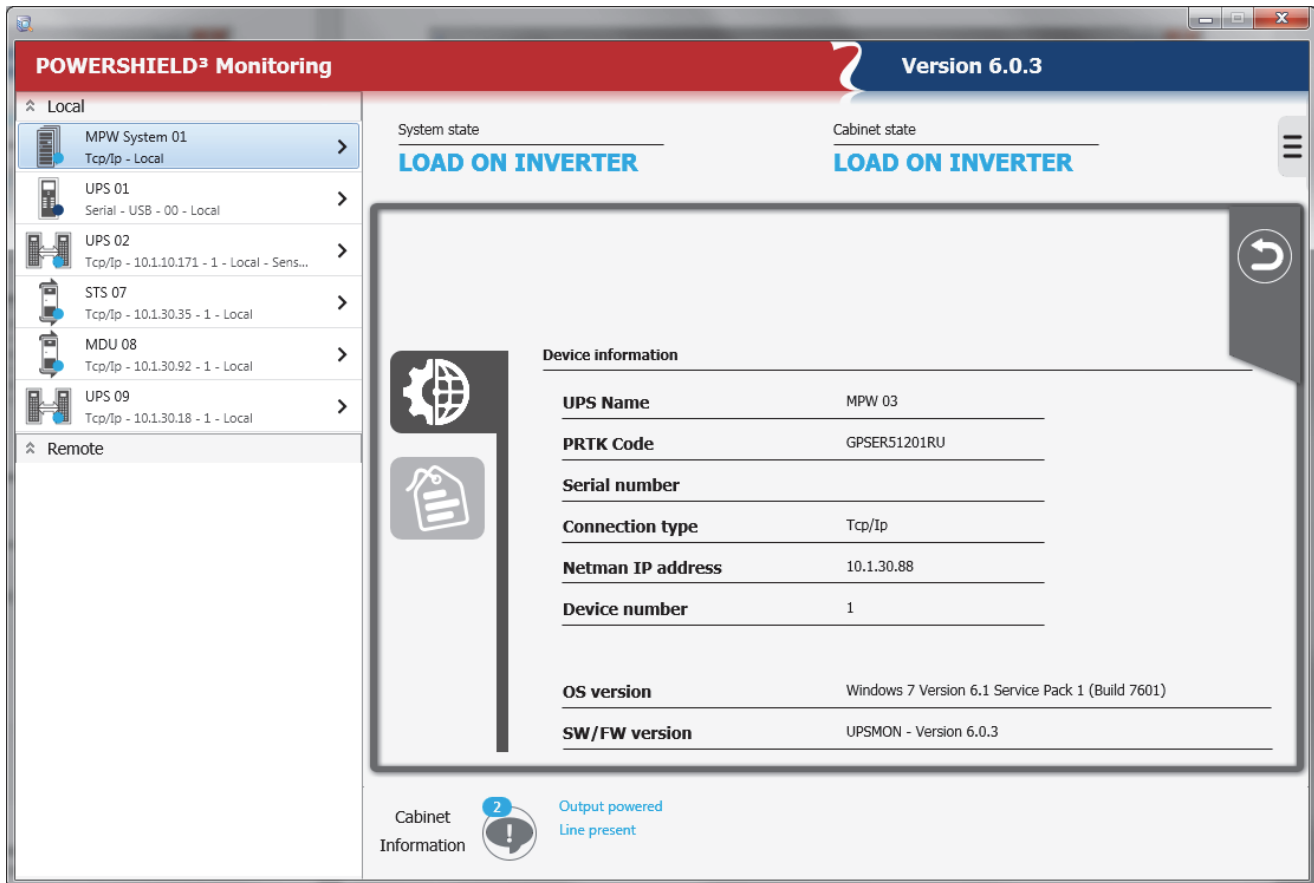 POWERSHIELD³ Monitoring
Version 6.0.3
Local
MPW System 01
Tcp/Ip - Local
UPS 01
Serial - USB - 00 - Local
UPS 02
Tcp/Ip - 10.1.10.171 - 1 - Local - Sens...
STS 07
Tcp/Ip - 10.1.30.35 - 1 - Local
MDU 08
Tcp/Ip - 10.1.30.92 - 1 - Local
UPS 09
Tcp/Ip - 10.1.30.18 - 1 - Local
Remote
System state
LOAD ON INVERTER
Cabinet state
LOAD ON INVERTER
Device information
UPS Name MPW 03
PRTK Code GPSER51201RU
Serial number
Connection type Tcp/Ip
Netman IP address 10.1.30.88
Device number 1
OS version Windows 7 Version 6.1 Service Pack 1 (Build 7601)
SW/FW version UPSMON - Version 6.0.3
Cabinet
Information
2
Output powered
Line present